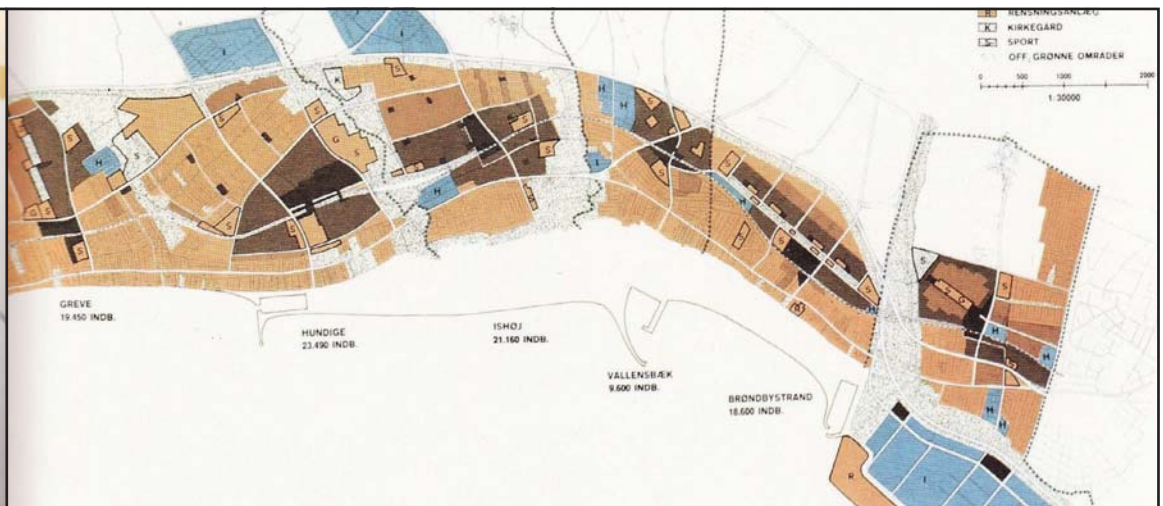 R RENSNINGSANLÆG
K KIRKEGÅRD
S SPORT
OFF. GRØNNE OMRÅDER
0 500 1000 2000
1:30000
GREVE
19.450 INDB.
HUNDIGE
23.490 INDB.
ISHØJ
21.160 INDB.
VALLENSBÆK
9.600 INDB.
BRØNDBYSTRAND
18.600 INDB.
I
I
K
S
S
H
S
S
G
S
S
H
H
H
S
I
H
S
S
S
S
G
H
H
H
H
R
I